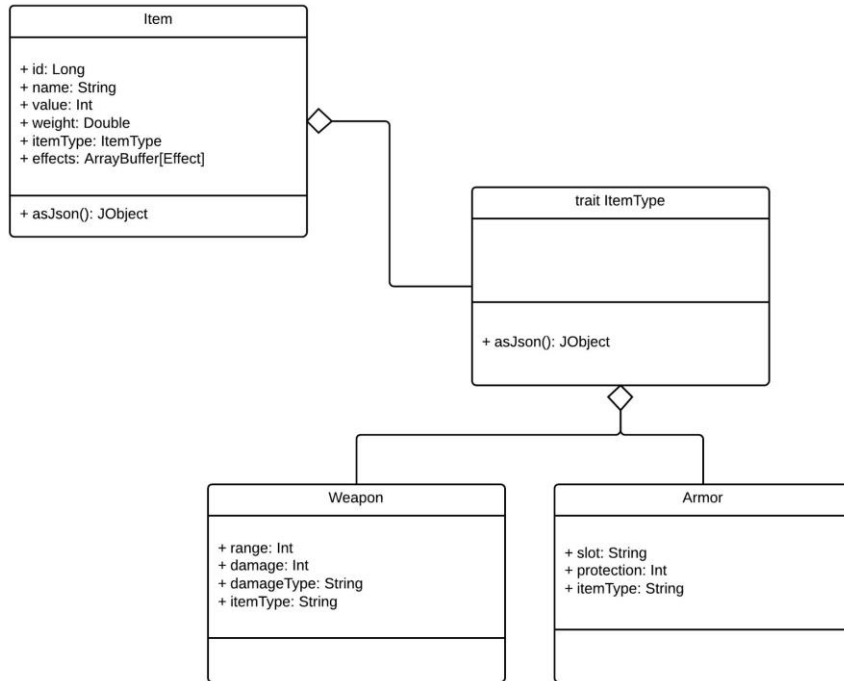 Item
+ id: Long
+ name: String
+ value: Int
+ weight: Double
+ itemType: ItemType
+ effects: ArrayBuffer[Effect]
+ asJson(): JObject
trait ItemType
+ asJson(): JObject
Weapon
+ range: Int
+ damage: Int
+ damageType: String
+ itemType: String
Armor
+ slot: String
+ protection: Int
+ itemType: String